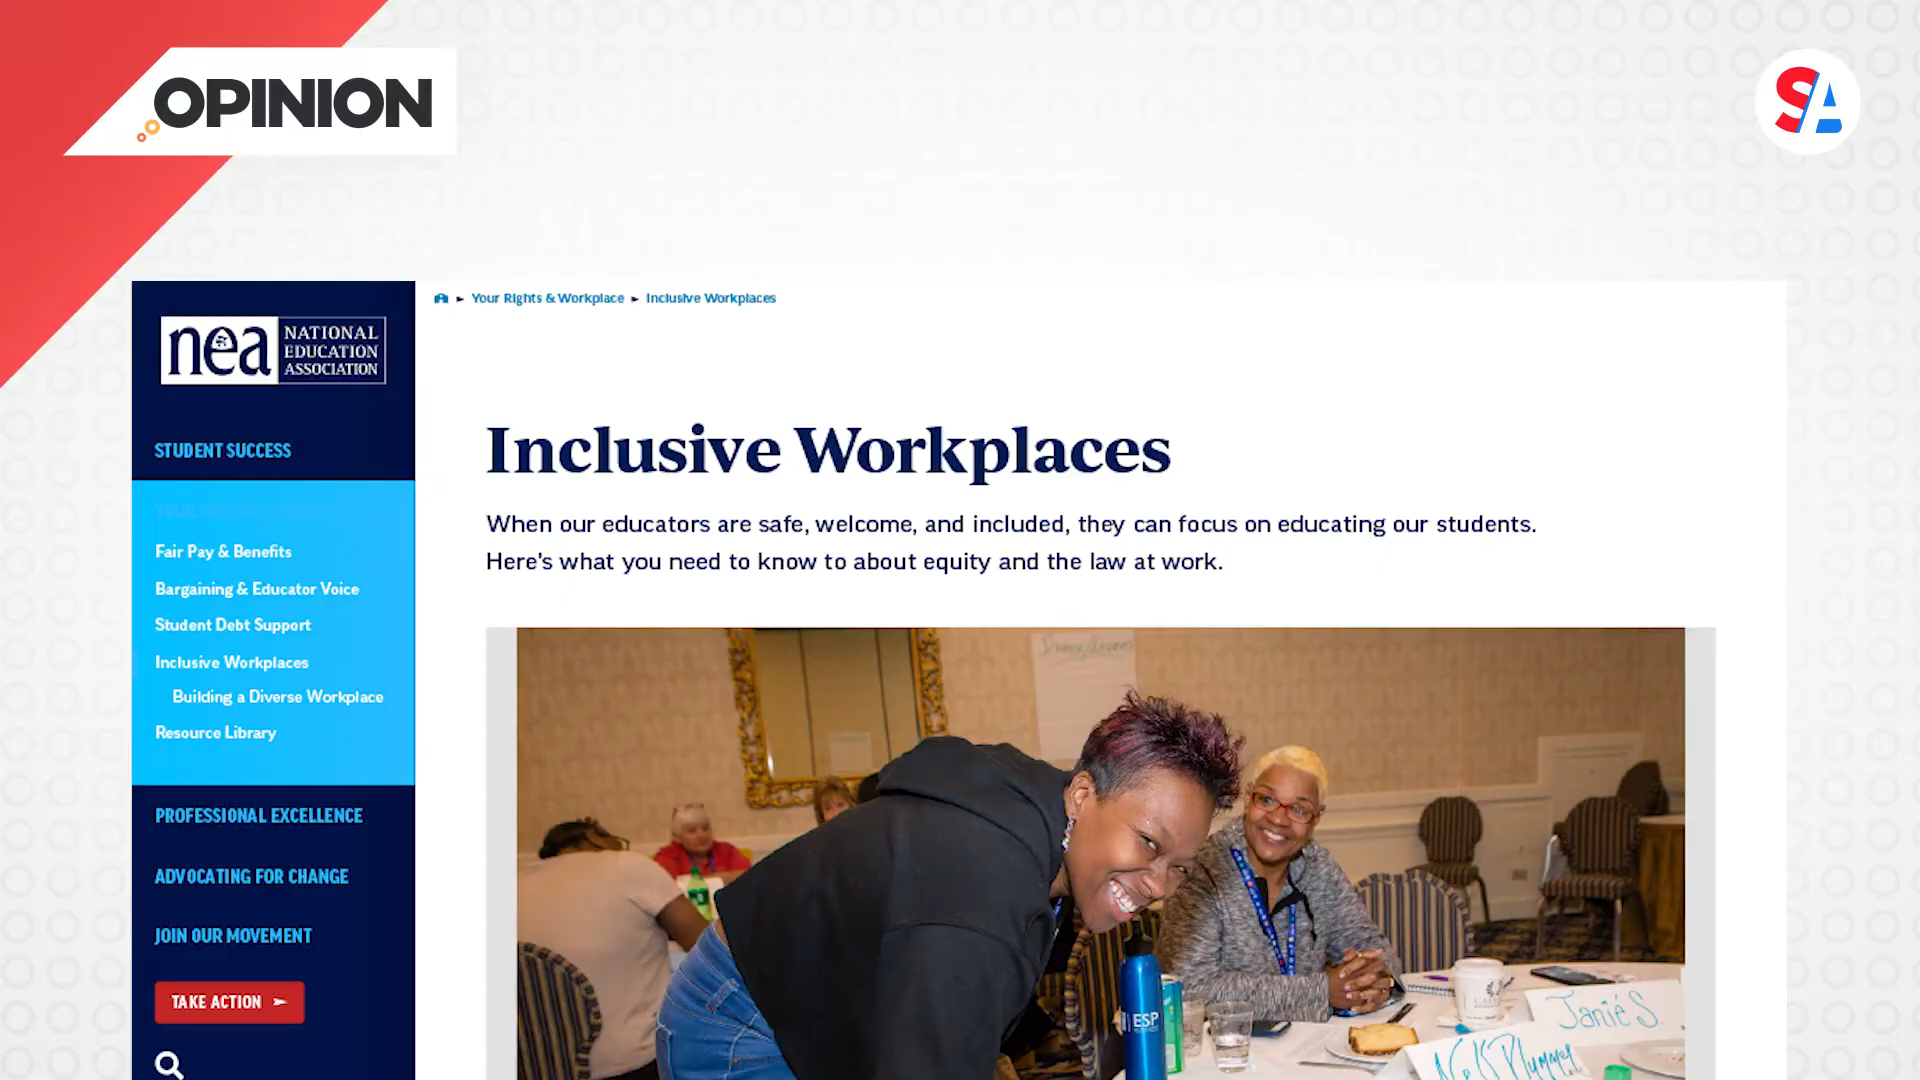 OPINION
SA
nea
NATIONAL
EDUCATION
ASSOCIATION
Your Rights & Workplace
Inclusive Workplaces
STUDENT SUCCESS
Fair Pay & Benefits
Bargaining & Educator Voice
Student Debt Support
Inclusive Workplaces
Building a Diverse Workplace
Resource Library
PROFESSIONAL EXCELLENCE
ADVOCATING FOR CHANGE
JOIN OUR MOVEMENT
TAKE ACTION
Inclusive Workplaces
When our educators are safe, welcome, and included, they can focus on educating our students.
Here's what you need to know to about equity and the law at work.
ESP
Janié S.